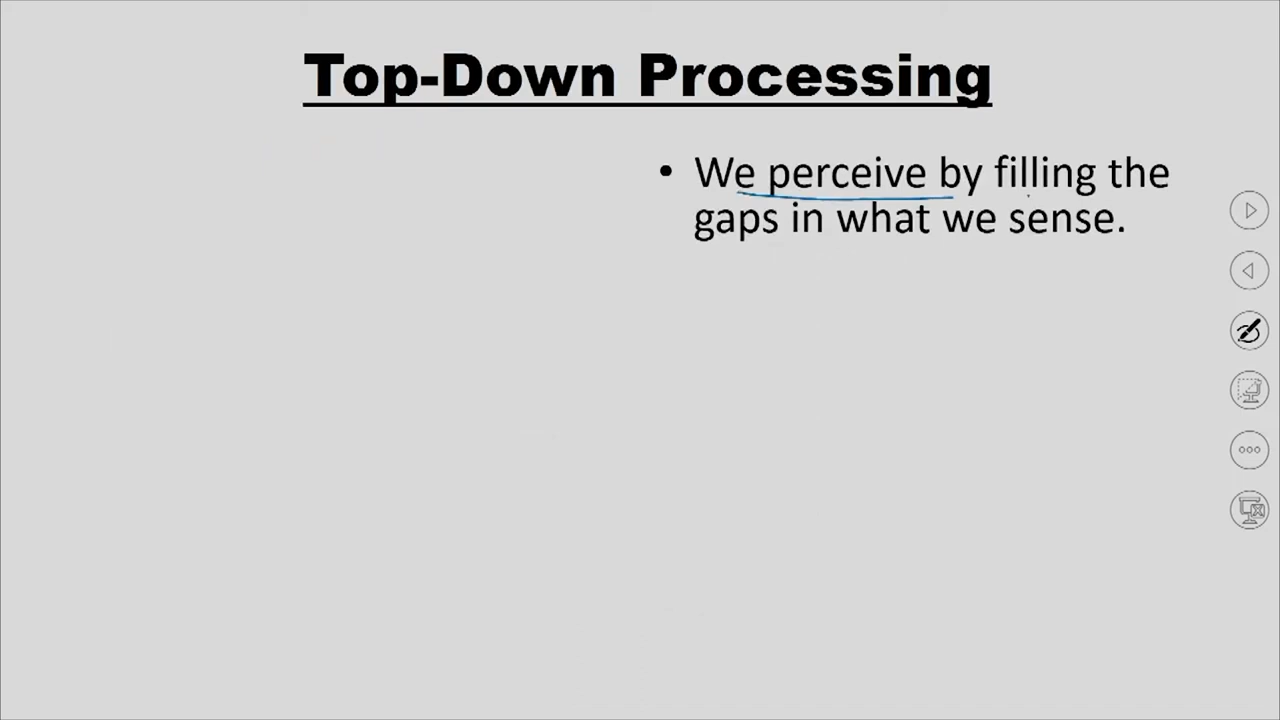 Top-Down Processing
• We perceive by filling the
gaps in what we sense.